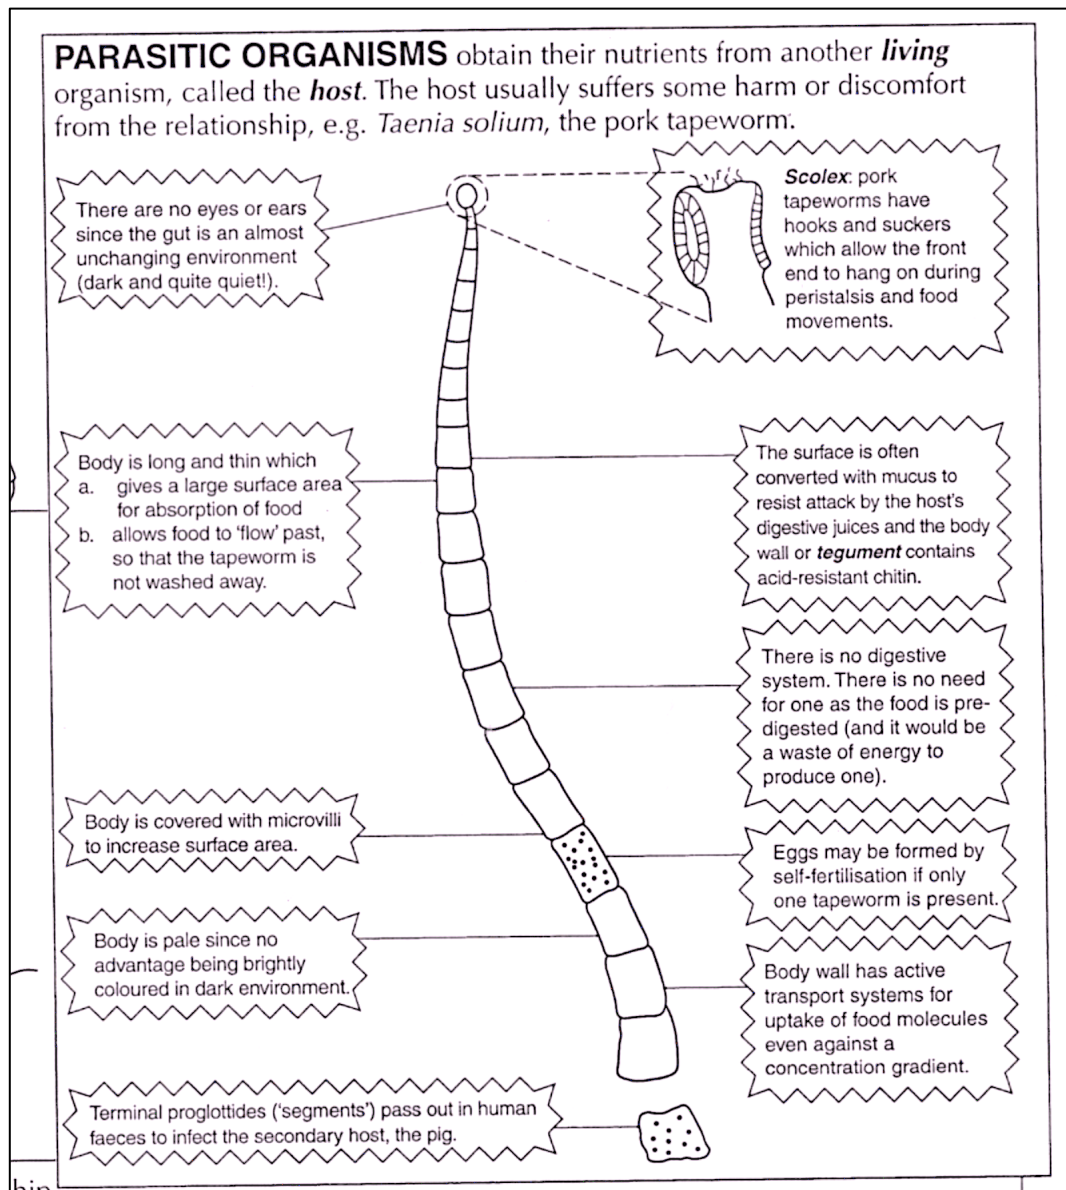 PARASITIC ORGANISMS obtain their nutrients from another living
organism, called the host. The host usually suffers some harm or discomfort
from the relationship, e.g. Taenia solium, the pork tapeworm.
There are no eyes or ears
since the gut is an almost
unchanging environment
(dark and quite quiet!).
Scolex: pork
tapeworms have
hooks and suckers
which allow the front
end to hang on during
peristalsis and food
movements.
Body is long and thin which
a. gives a large surface area
for absorption of food
b. allows food to 'flow' past,
so that the tapeworm is
not washed away.
The surface is often
converted with mucus to
resist attack by the host's
digestive juices and the body
wall or tegument contains
acid-resistant chitin.
There is no digestive
system. There is no need
for one as the food is pre-
digested (and it would be
a waste of energy to
produce one).
Body is covered with microvilli
to increase surface area.
Eggs may be formed by
self-fertilisation if only
one tapeworm is present.
Body is pale since no
advantage being brightly
coloured in dark environment.
Body wall has active
transport systems for
uptake of food molecules
even against a
concentration gradient.
Terminal proglottides ('segments') pass out in human
faeces to infect the secondary host, the pig.